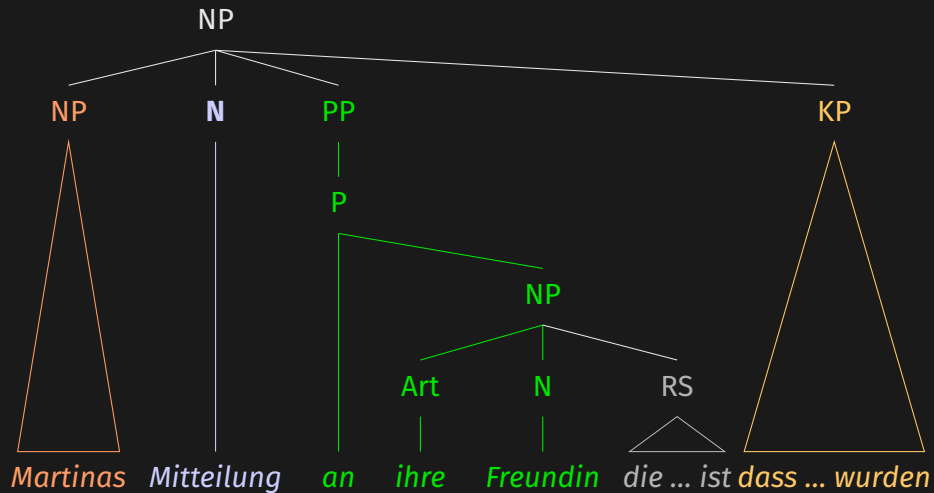 NP
NP N PP KP
P
NP
Art N RS
Martinas Mitteilung an ihre Freundin die ... ist dass ... wurden